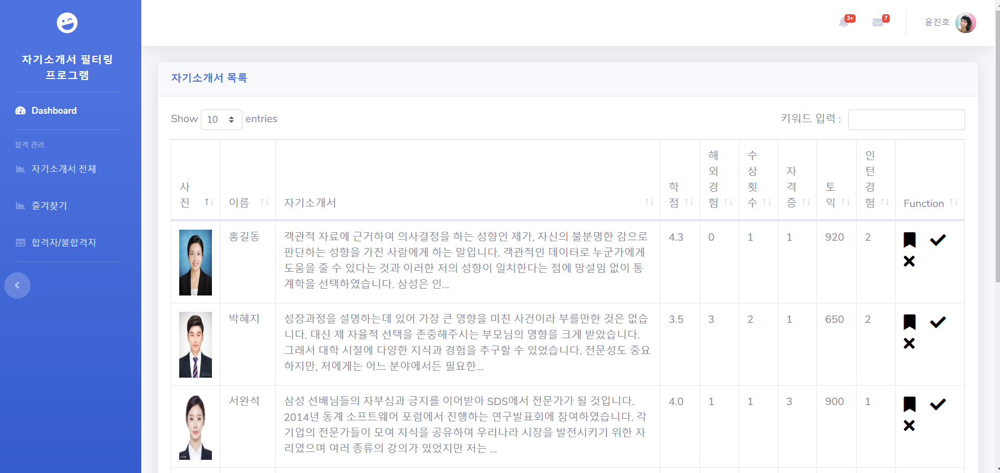 자기소개서 필터링
프로그램
Dashboard
합격 관리
자기소개서 전체
즐겨찾기
합격자/불합격자
3+
7
윤진호
자기소개서 목록
Show 10 entries
키워드 입력 :
사진
이름
자기소개서
학점
해외경험
수상횟수
자격증
토익
인턴경험
Function
홍길동
객관적 자료에 근거하여 의사결정을 하는 성향인 제가, 자신의 불분명한 감으로
판단하는 성향을 가진 사람에게 하는 말입니다. 객관적인 데이터로 누군가에게
도움을 줄 수 있다는 것과 이러한 저의 성향이 일치한다는 점에 망설임 없이 통
계학을 선택하였습니다. 삼성은 인...
4.3
0
1
1
920
2
박혜지
성장과정을 설명하는데 있어 가장 큰 영향을 미친 사건이라 부를만한 것은 없습
니다. 대신 제 자율적 선택을 존중해주시는 부모님의 영향을 크게 받았습니다.
그래서 대학 시절에 다양한 지식과 경험을 추구할 수 있었습니다. 전문성도 중요
하지만, 저에게는 어느 분야에서든 필요한...
3.5
3
2
1
650
2
서완석
삼성 선배님들의 자부심과 긍지를 이어받아 SDS에서 전문가가 될 것입니다.
2014년 동계 소프트웨어 포럼에서 진행하는 연구발표회에 참여하였습니다. 각
기업의 전문가들이 모여 지식을 공유하여 우리나라 시장을 발전시키기 위한 자
리였으며 여러 종류의 강의가 있었지만 저는 ...
4.0
1
1
3
900
1